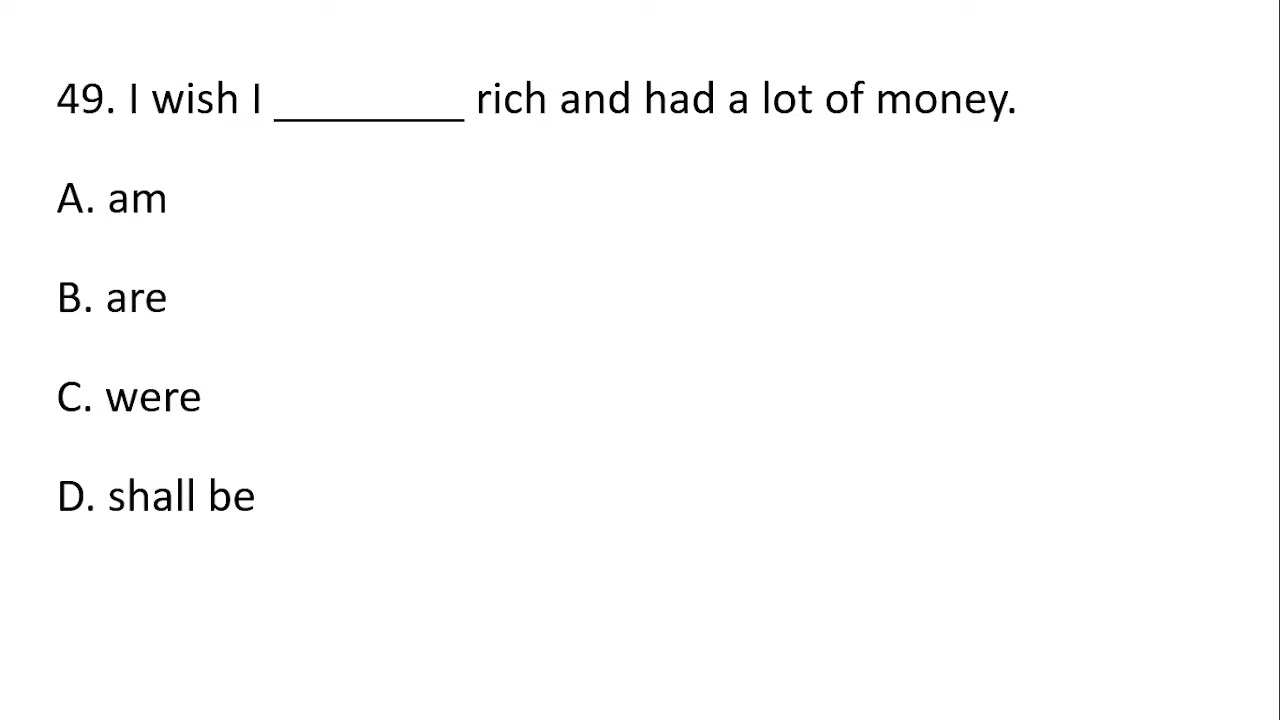 49. I wish I _________ rich and had a lot of money.
A. am
B. are
C. were
D. shall be